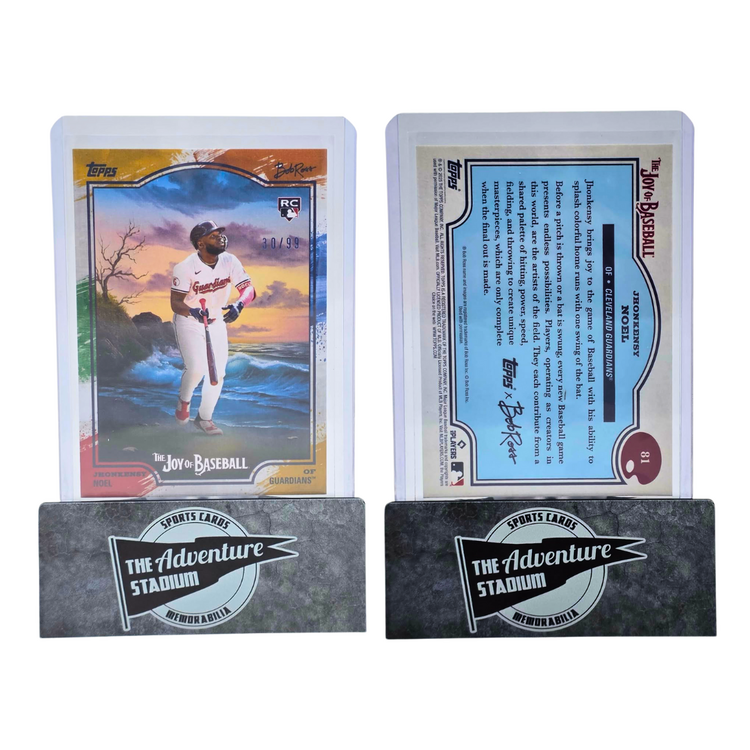 Topps
Bob Ross
RC
30/99
Guardians
THE JOY OF BASEBALL
JHONKENSY
NOEL
OF
GUARDIANS™
SPORTS CARDS
THE Adventure
STADIUM
MEMORABILIA
THE JOY OF BASEBALL™
81
JHONKENSY
NOEL
OF • CLEVELAND GUARDIANS®
Jhonkensy brings joy to the game of Baseball with his ability to
splash colorful home runs with one swing of the bat.
Before a pitch is thrown or a bat is swung, every new Baseball game
presents endless possibilities. Players, operating as creators in
this world, are the artists of the field. They each contribute from a
shared palette of hitting, power, speed,
fielding, and throwing to create unique
masterpieces, which are only complete
when the final out is made.
Topps x Bob Ross
PLAYERS
Topps
SPORTS CARDS
THE Adventure
STADIUM
MEMORABILIA